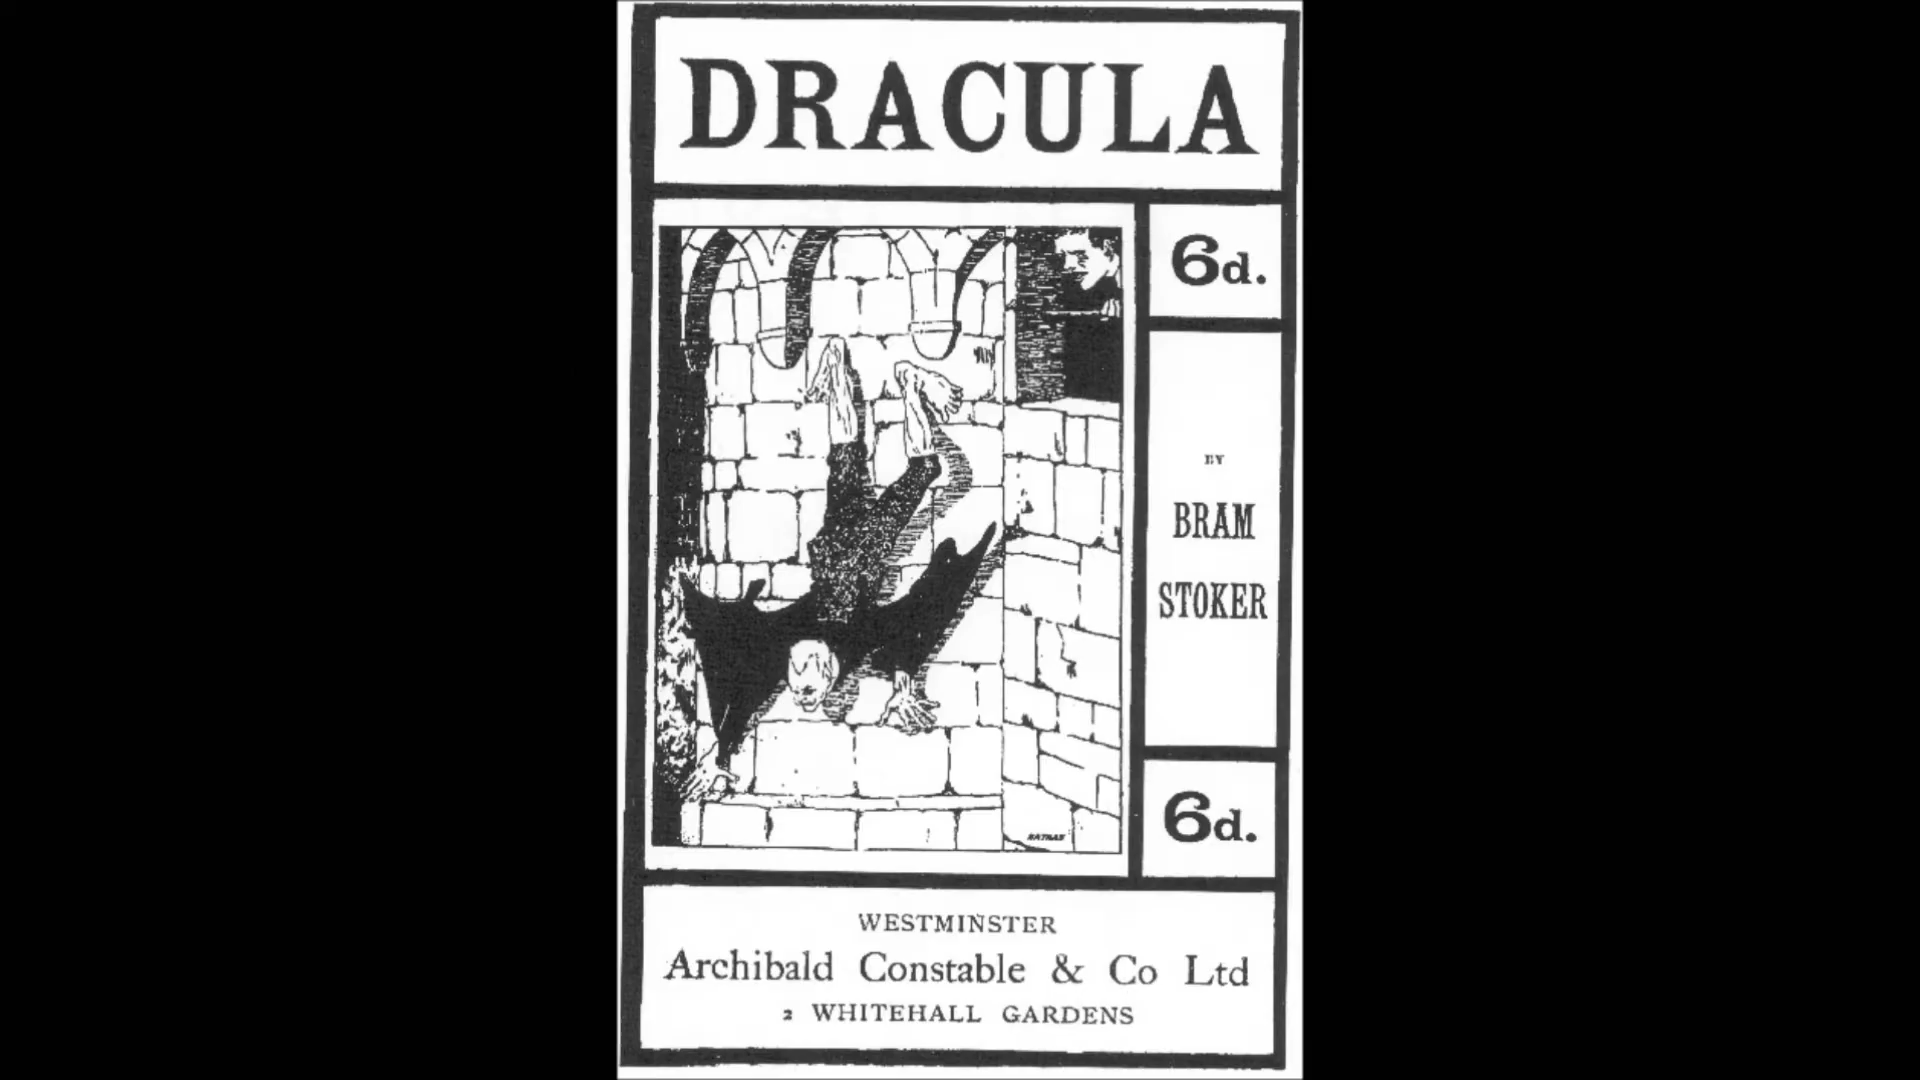 DRACULA
6d.
BY
BRAM
STOKER
6d.
WESTMINSTER
Archibald Constable & Co Ltd
2 WHITEHALL GARDENS